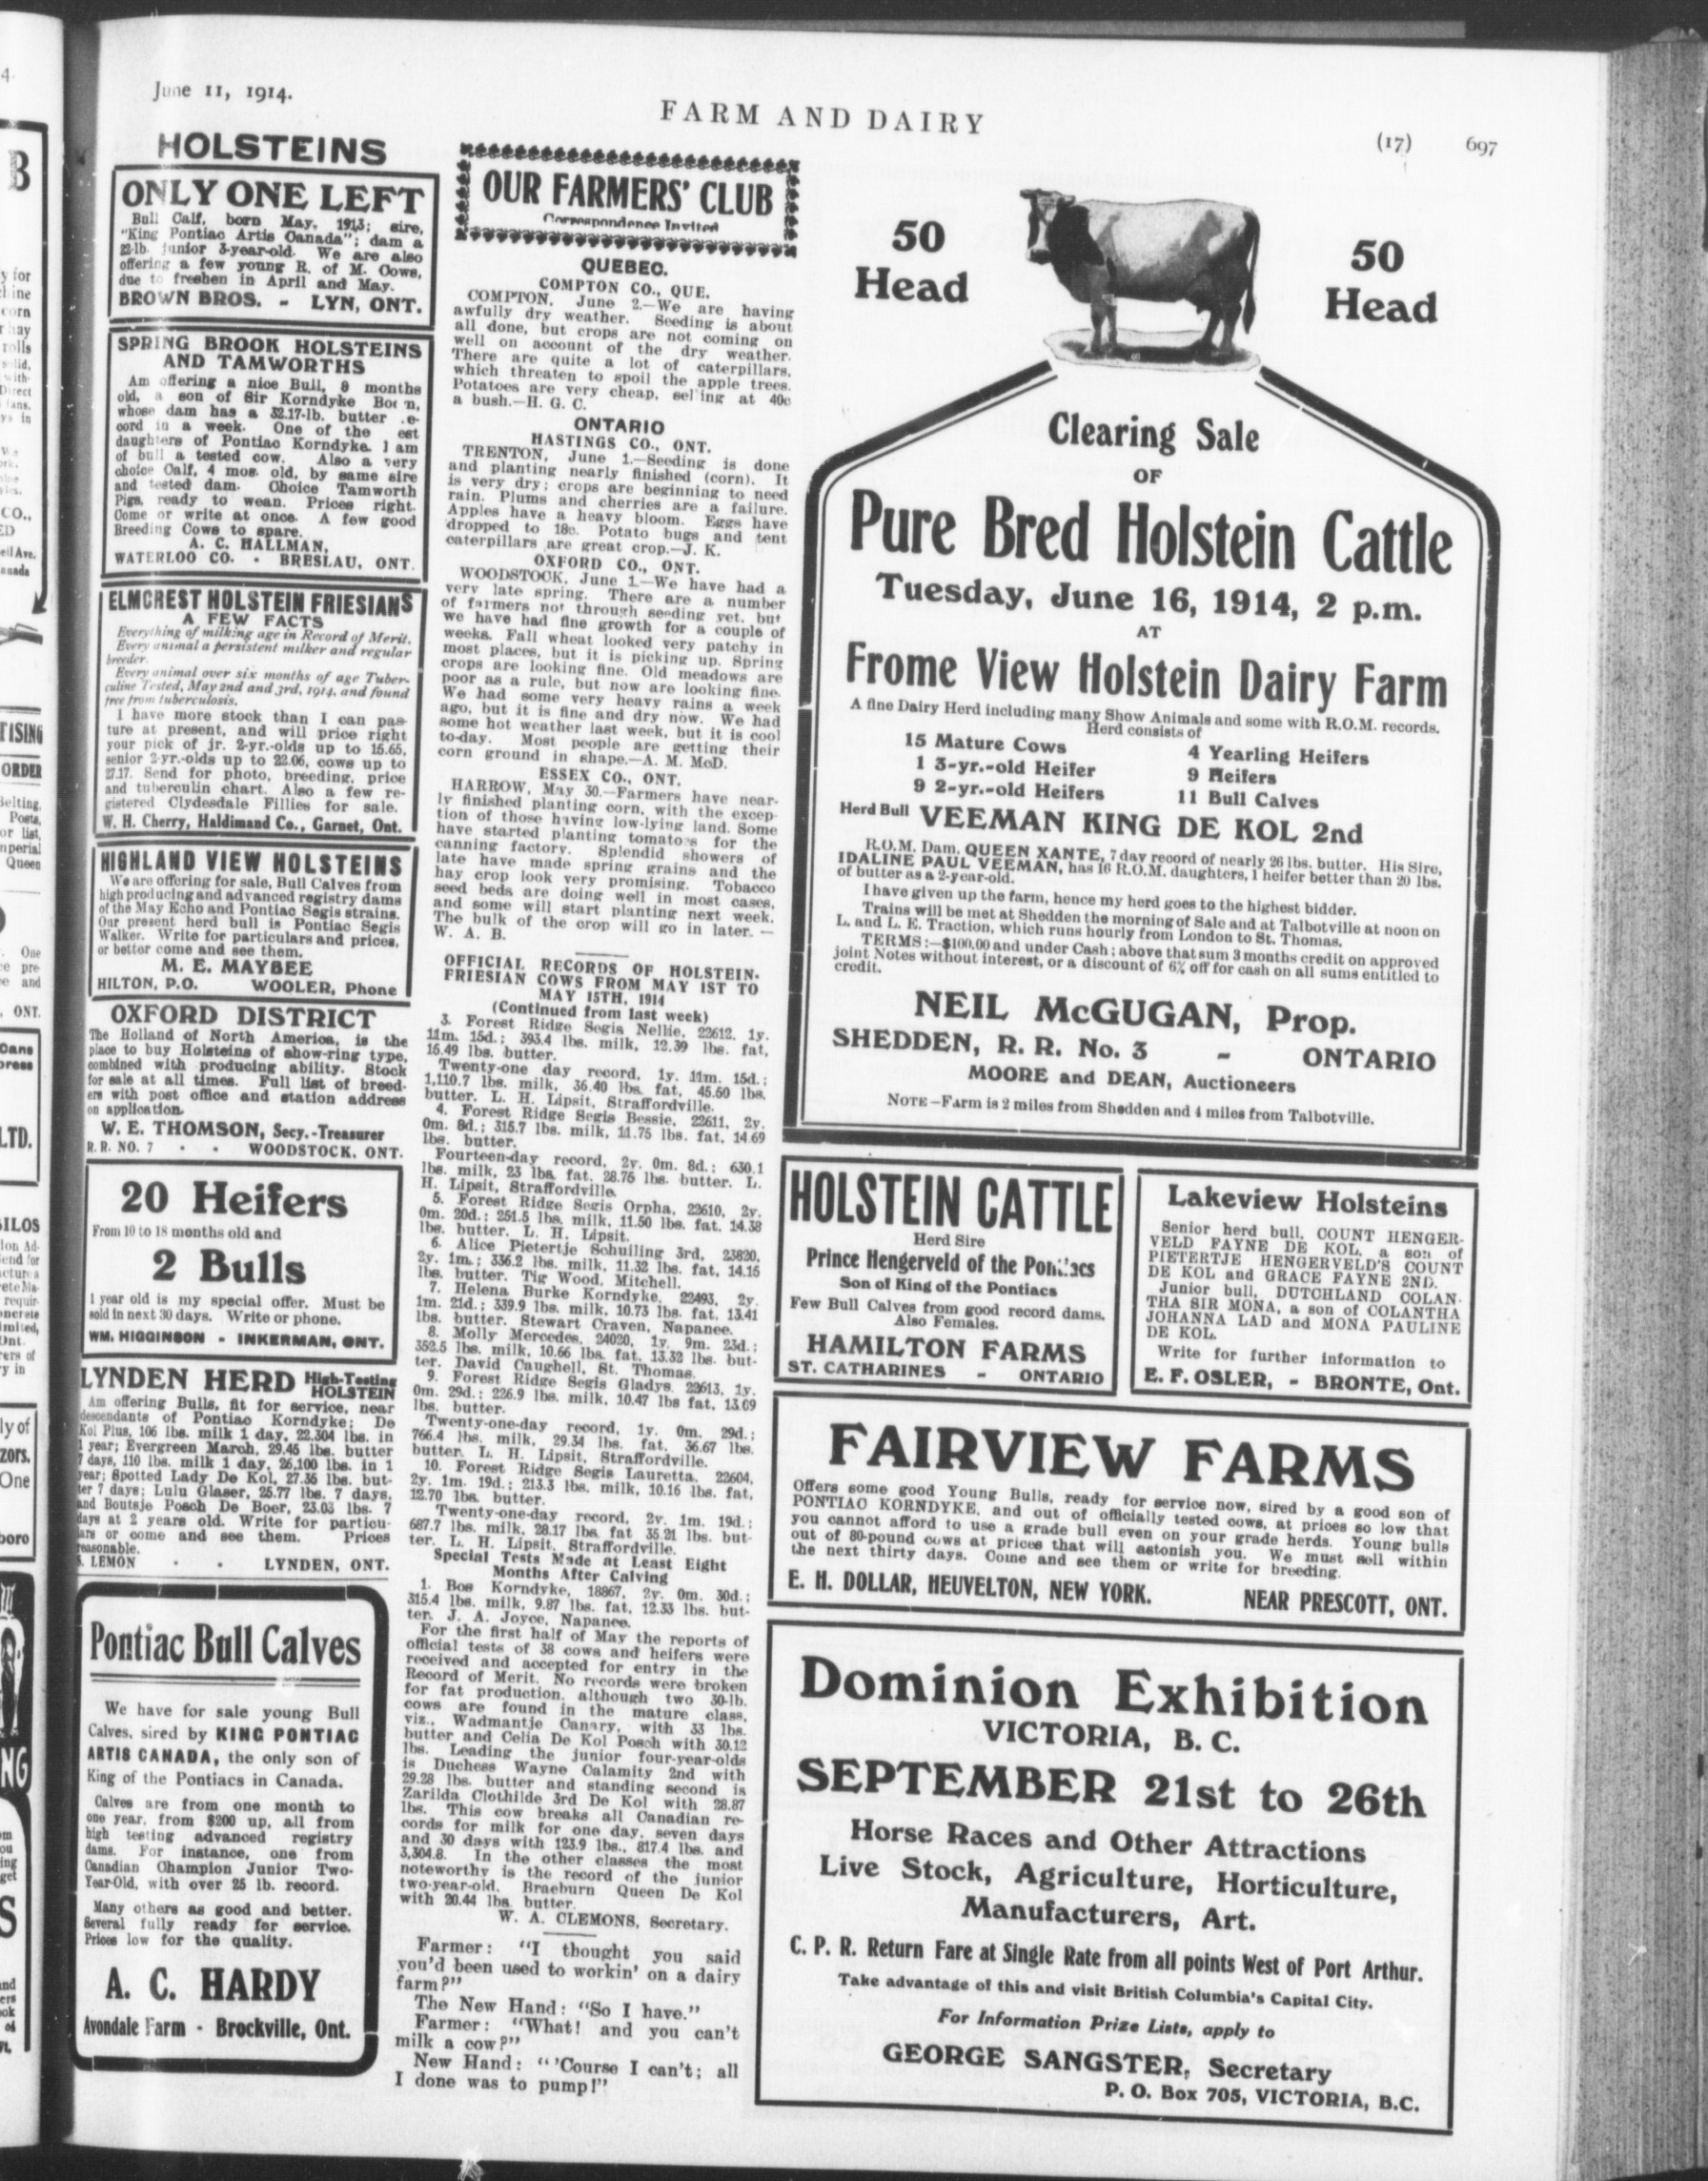 June 11, 1914.
FARM AND DAIRY
(17) 697
HOLSTEINS
ONLY ONE LEFT
Bull Calf, born May, 1913; sire,
"King Pontiac Artis Canada"; dam a
22-lb. junior 3-year-old. We are also
offering a few young R. of M. Cows,
due to freshen in April and May.
BROWN BROS. - LYN, ONT.
SPRING BROOK HOLSTEINS
AND TAMWORTHS
Am offering a nice Bull, 8 months
old, a son of Sir Korndyke
whose dam has a 32.17-lb. butter .e-
cord in a week. One of the est
daughters of Pontiac Korndyke. I am
of bull a tested cow. Also a very
choice Calf, 4 mos. old, by same sire
and tested dam. Choice Tamworth
Pigs, ready to wean. Prices right.
Come or write at once. A few good
Breeding Cows to spare.
A. C. HALLMAN,
WATERLOO CO. - BRESLAU, ONT.
ELMCREST HOLSTEIN FRIESIANS
A FEW FACTS
Everything of milking age in Record of Merit.
Every animal a persistent milker and regular
breeder.
Every animal over six months of age Tuber-
culine Tested, May 2nd and 3rd, 1914, and found
free from tuberculosis.
I have more stock than I can pas-
ture at present, and will price right
your pick of jr. 2-yr.-olds up to 15.65,
senior 2-yr.-olds up to 22.06, cows up to
27.17. Send for photo, breeding, price
and tuberculin chart. Also a few re-
gistered Clydesdale Fillies for sale.
W. H. Cherry, Haldimand Co., Garnet, Ont.
HIGHLAND VIEW HOLSTEINS
We are offering for sale, Bull Calves from
high producing and advanced registry dams
of the May Echo and Pontiac Segis strains.
Our present herd bull is Pontiac Segis
Walker. Write for particulars and prices,
or better come and see them.
M. E. MAYBEE
HILTON, P.O. WOOLER, Phone
OXFORD DISTRICT
The Holland of North America, is the
place to buy Holsteins of show-ring type,
combined with producing ability. Stock
for sale at all times. Full list of breed-
ers with post office and station address
on application.
W. E. THOMSON, Secy.-Treasurer
R. R. NO. 7 - - WOODSTOCK, ONT.
20 Heifers
From 10 to 18 months old and
2 Bulls
1 year old is my special offer. Must be
sold in next 30 days. Write or phone.
WM. HIGGINSON - INKERMAN, ONT.
LYNDEN HERD High-Testing
HOLSTEIN
Am offering Bulls, fit for service, near
descendants of Pontiac Korndyke; De
Kol Plus, 106 lbs. milk 1 day, 22.304 lbs. in
1 year; Evergreen March, 29.45 lbs. butter
7 days, 110 lbs. milk 1 day, 26,100 lbs. in 1
year; Spotted Lady De Kol, 27.36 lbs. but-
ter 7 days; Lulu Glaser, 25.77 lbs. 7 days,
and Boutsje Posch De Boer, 23.03 lbs. 7
days at 2 years old. Write for particu-
lars or come and see them. Prices
reasonable.
S. LEMON - - LYNDEN, ONT.
Pontiac Bull Calves
We have for sale young Bull
Calves, sired by KING PONTIAC
ARTIS CANADA, the only son of
King of the Pontiacs in Canada.
Calves are from one month to
one year, from $200 up, all from
high testing advanced registry
dams. For instance, one from
Canadian Champion Junior Two-
Year-Old, with over 25 lb. record.
Many others as good and better.
Several fully ready for service.
Prices low for the quality.
A. C. HARDY
Avondale Farm - Brockville, Ont.
OUR FARMERS' CLUB
Correspondence Invited
QUEBEC.
COMPTON CO., QUE.
COMPTON, June 2.—We are having
awfully dry weather. Seeding is about
all done, but crops are not coming on
well on account of the dry weather.
There are quite a lot of caterpillars,
which threaten to spoil the apple trees.
Potatoes are very cheap, selling at 40c
a bush.—H. G. C.
ONTARIO
HASTINGS CO., ONT.
TRENTON, June 1.—Seeding is done
and planting nearly finished (corn). It
is very dry; crops are beginning to need
rain. Plums and cherries are a failure.
Apples have a heavy bloom. Eggs have
dropped to 18c. Potato bugs and tent
caterpillars are great crop.—J. K.
OXFORD CO., ONT.
WOODSTOCK, June 1.—We have had a
very late spring. There are a number
of farmers not through seeding yet, but
we have had fine growth for a couple of
weeks. Fall wheat looked very patchy in
most places, but it is picking up. Spring
crops are looking fine. Old meadows are
poor as a rule, but now are looking fine.
We had some very heavy rains a week
ago, but it is fine and dry now. We had
some hot weather last week, but it is cool
to-day. Most people are getting their
corn ground in shape.—A. M. McD.
ESSEX CO., ONT.
HARROW, May 30.—Farmers have near-
ly finished planting corn, with the excep-
tion of those having low-lying land. Some
have started planting tomatoes for the
canning factory. Splendid showers of
late have made spring grains and the
hay crop look very promising. Tobacco
seed beds are doing well in most cases,
and some will start planting next week.
The bulk of the crop will go in later. —
W. A. B.
OFFICIAL RECORDS OF HOLSTEIN-
FRIESIAN COWS FROM MAY 1ST TO
MAY 15TH, 1914
(Continued from last week)
3. Forest Ridge Segis Nellie, 22612, 1y.
11m. 15d.; 393.4 lbs. milk, 12.39 lbs. fat,
15.49 lbs. butter.
Twenty-one day record, 1y. 11m. 15d.;
1,110.7 lbs. milk, 36.40 lbs. fat, 45.50 lbs.
butter. L. H. Lipsit, Straffordville.
4. Forest Ridge Segis Bessie, 22611, 2y.
0m. 8d.; 315.7 lbs. milk, 11.75 lbs. fat, 14.69
lbs. butter.
Fourteen-day record, 2y. 0m. 8d.; 630.1
lbs. milk, 23 lbs. fat, 28.75 lbs. butter. L.
H. Lipsit, Straffordville.
5. Forest Ridge Segis Orpha, 22610, 2y.
0m. 20d.; 251.5 lbs. milk, 11.50 lbs. fat, 14.38
lbs. butter. L. H. Lipsit.
6. Alice Pietertje Schuiling 3rd, 23820,
2y. 1m.; 336.2 lbs. milk, 11.32 lbs. fat, 14.15
lbs. butter. Tig Wood, Mitchell.
7. Helena Burke Korndyke, 22493, 2y.
1m. 21d.; 339.9 lbs. milk, 10.73 lbs. fat, 13.41
lbs. butter. Stewart Craven, Napanee.
8. Molly Mercedes, 24020, 1y. 9m. 23d.;
352.5 lbs. milk, 10.66 lbs. fat, 13.32 lbs. but-
ter. David Caughell, St. Thomas.
9. Forest Ridge Segis Gladys, 22613, 1y.
0m. 29d.; 226.9 lbs. milk, 10.47 lbs fat, 13.09
lbs. butter.
Twenty-one-day record, 1y. 0m. 29d.;
766.4 lbs. milk, 29.34 lbs. fat, 36.67 lbs.
butter. L. H. Lipsit, Straffordville.
10. Forest Ridge Segis Lauretta, 22604,
2y. 1m. 19d.; 213.3 lbs. milk, 10.16 lbs. fat,
12.70 lbs. butter.
Twenty-one-day record, 2y. 1m. 19d.;
687.7 lbs. milk, 28.17 lbs. fat 35.21 lbs. but-
ter. L. H. Lipsit, Straffordville.
Special Tests Made at Least Eight
Months After Calving
1. Bos Korndyke, 18867, 2y. 0m. 30d.;
315.4 lbs. milk, 9.87 lbs. fat, 12.33 lbs. but-
ter. J. A. Joyce, Napanee.
For the first half of May the reports of
official tests of 38 cows and heifers were
received and accepted for entry in the
Record of Merit. No records were broken
for fat production, although two 30-lb.
cows are found in the mature class,
viz., Wadmantje Canary, with 33 lbs.
butter and Celia De Kol Posch with 30.12
lbs. Leading the junior four-year-olds
is Duchess Wayne Calamity 2nd with
29.28 lbs. butter and standing second is
Zarilda Clothilde 3rd De Kol with 28.87
lbs. This cow breaks all Canadian re-
cords for milk for one day, seven days
and 30 days with 123.9 lbs., 817.4 lbs. and
3,304.8. In the other classes the most
noteworthy is the record of the junior
two-year-old, Braeburn Queen De Kol
with 20.44 lbs. butter.
W. A. CLEMONS, Secretary.
Farmer: "I thought you said
you'd been used to workin' on a dairy
farm?"
The New Hand: "So I have."
Farmer: "What! and you can't
milk a cow?"
New Hand: "'Course I can't; all
I done was to pump!"
50
Head
50
Head
Clearing Sale
OF
Pure Bred Holstein Cattle
Tuesday, June 16, 1914, 2 p.m.
AT
Frome View Holstein Dairy Farm
A fine Dairy Herd including many Show Animals and some with R.O.M. records.
Herd consists of
15 Mature Cows 4 Yearling Heifers
1 3-yr.-old Heifer 9 Heifers
9 2-yr.-old Heifers 11 Bull Calves
Herd Bull VEEMAN KING DE KOL 2nd
R.O.M. Dam, QUEEN XANTE, 7 day record of nearly 26 lbs. butter. His Sire,
IDALINE PAUL VEEMAN, has 16 R.O.M. daughters, 1 heifer better than 20 lbs.
of butter as a 2-year-old.
I have given up the farm, hence my herd goes to the highest bidder.
Trains will be met at Shedden the morning of Sale and at Talbotville at noon on
L. and L. E. Traction, which runs hourly from London to St. Thomas.
TERMS:—$100.00 and under Cash; above that sum 3 months credit on approved
joint Notes without interest, or a discount of 6% off for cash on all sums entitled to
credit.
NEIL McGUGAN, Prop.
SHEDDEN, R. R. No. 3 - ONTARIO
MOORE and DEAN, Auctioneers
NOTE—Farm is 2 miles from Shedden and 4 miles from Talbotville.
HOLSTEIN CATTLE
Herd Sire
Prince Hengerveld of the Pontiacs
Son of King of the Pontiacs
Few Bull Calves from good record dams.
Also Females.
HAMILTON FARMS
ST. CATHARINES - ONTARIO
Lakeview Holsteins
Senior herd bull, COUNT HENGER-
VELD FAYNE DE KOL, a son of
PIETERTJE HENGERVELD'S COUNT
DE KOL and GRACE FAYNE 2ND.
Junior bull, DUTCHLAND COLAN-
THA SIR MONA, a son of COLANTHA
JOHANNA LAD and MONA PAULINE
DE KOL.
Write for further information to
E. F. OSLER, - BRONTE, Ont.
FAIRVIEW FARMS
Offers some good Young Bulls, ready for service now, sired by a good son of
PONTIAC KORNDYKE, and out of officially tested cows, at prices so low that
you cannot afford to use a grade bull even on your grade herds. Young bulls
out of 80-pound cows at prices that will astonish you. We must sell within
the next thirty days. Come and see them or write for breeding.
E. H. DOLLAR, HEUVELTON, NEW YORK. NEAR PRESCOTT, ONT.
Dominion Exhibition
VICTORIA, B. C.
SEPTEMBER 21st to 26th
Horse Races and Other Attractions
Live Stock, Agriculture, Horticulture,
Manufacturers, Art.
C. P. R. Return Fare at Single Rate from all points West of Port Arthur.
Take advantage of this and visit British Columbia's Capital City.
For Information Prize Lists, apply to
GEORGE SANGSTER, Secretary
P. O. Box 705, VICTORIA, B.C.